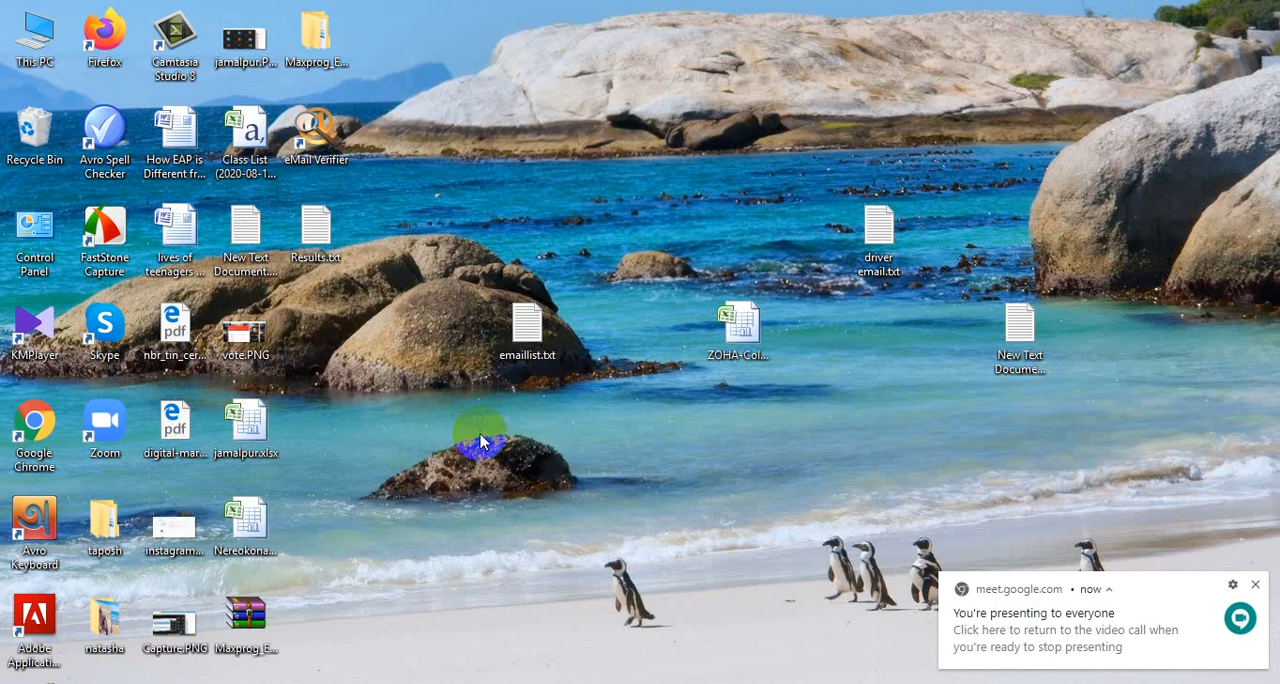 This PC
Firefox
Camtasia
Studio 8
jamalpur.P...
Maxprog_E...
Recycle Bin
Avro Spell
Checker
How EAP is
Different fr...
Class List
(2020-08-1...
eMail Verifier
Control
Panel
FastStone
Capture
lives of
teenagers ...
New Text
Document....
Results.txt
driver
email.txt
KMPlayer
Skype
nbr_tin_cer...
vote.PNG
emaillist.txt
ZOHA-Col...
New Text
Docume...
Google
Chrome
Zoom
digital-mar...
jamalpur.xlsx
Avro
Keyboard
taposh
instagram...
Nereokona...
Adobe
Applicati...
natasha
Capture.PNG
Maxprog_E...
meet.google.com • now
You're presenting to everyone
Click here to return to the video call when
you're ready to stop presenting